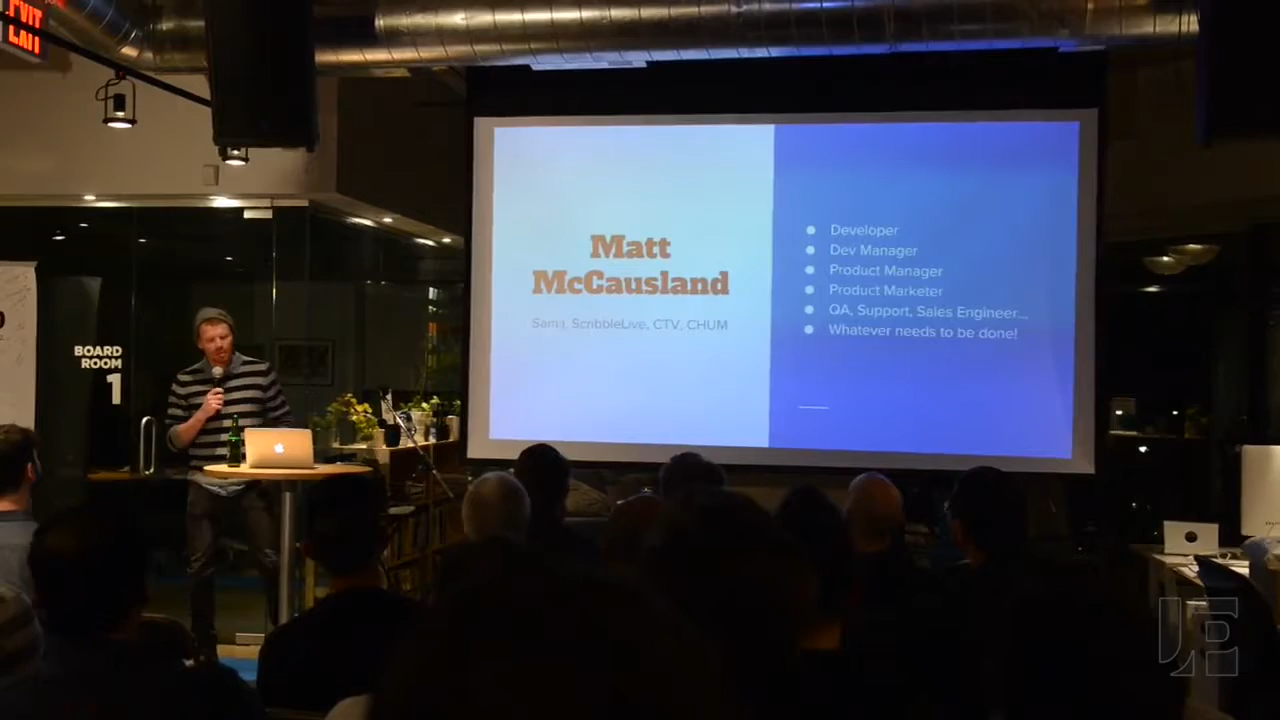 EXIT
BOARD
ROOM
1
Matt
McCausland
Sama, ScribbleLive, CTV, CHUM
Developer
Dev Manager
Product Manager
Product Marketer
QA, Support, Sales Engineer...
Whatever needs to be done!